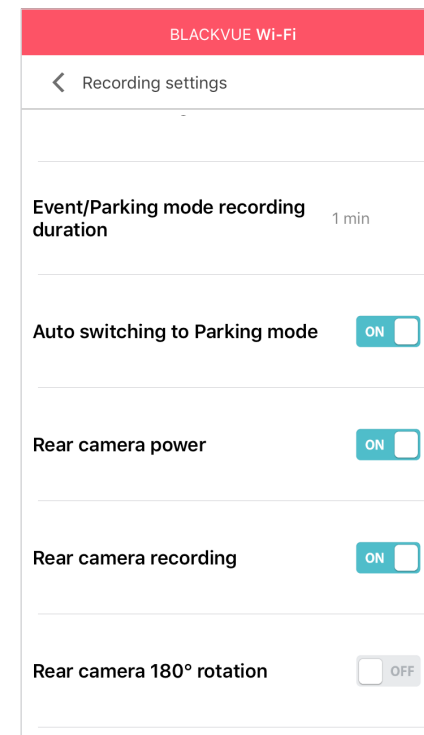 BLACKVUE Wi-Fi
Recording settings
Event/Parking mode recording
duration
1 min
Auto switching to Parking mode
ON
Rear camera power
ON
Rear camera recording
ON
Rear camera 180° rotation
OFF